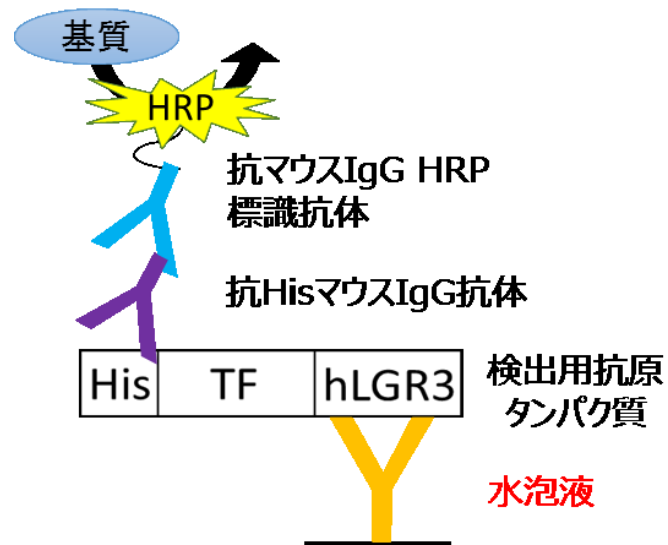 基質
HRP
抗マウスIgG HRP
標識抗体
抗HisマウスIgG抗体
His TF hLGR3
検出用抗原
タンパク質
水泡液